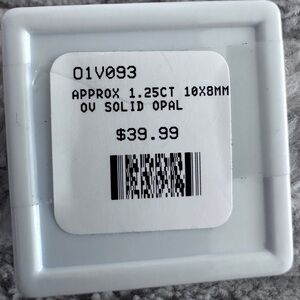 01V093
APPROX 1.25CT 10X8MM
OV SOLID OPAL
$39.99